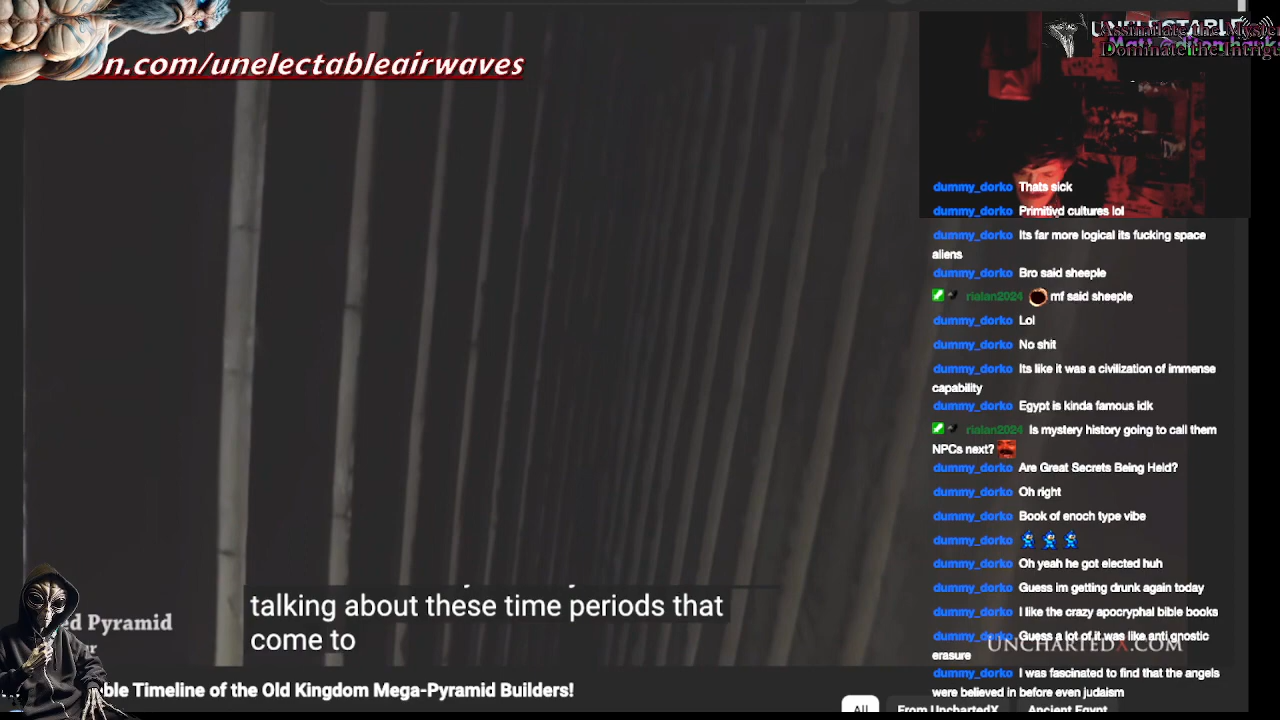 on.com/unelectableairwaves
UNELECTABLE
dummy_dorko Thats sick
dummy_dorko Primitivd cultures lol
dummy_dorko Its far more logical its fucking space
aliens
dummy_dorko Bro said sheeple
rialan2024 mf said sheeple
dummy_dorko Lol
dummy_dorko No shit
dummy_dorko Its like it was a civilization of immense
capability
dummy_dorko Egypt is kinda famous idk
rialan2024 Is mystery history going to call them
NPCs next?
dummy_dorko Are Great Secrets Being Held?
dummy_dorko Oh right
dummy_dorko Book of enoch type vibe
dummy_dorko
dummy_dorko Oh yeah he got elected huh
dummy_dorko Guess im getting drunk again today
dummy_dorko I like the crazy apocryphal bible books
dummy_dorko Guess a lot of it was like anti gnostic
erasure
dummy_dorko I was fascinated to find that the angels
were believed in before even judaism
UNCHARTEDX.COM
talking about these time periods that
come to
d Pyramid
ble Timeline of the Old Kingdom Mega-Pyramid Builders!
All From UnchartedX Ancient Egypt